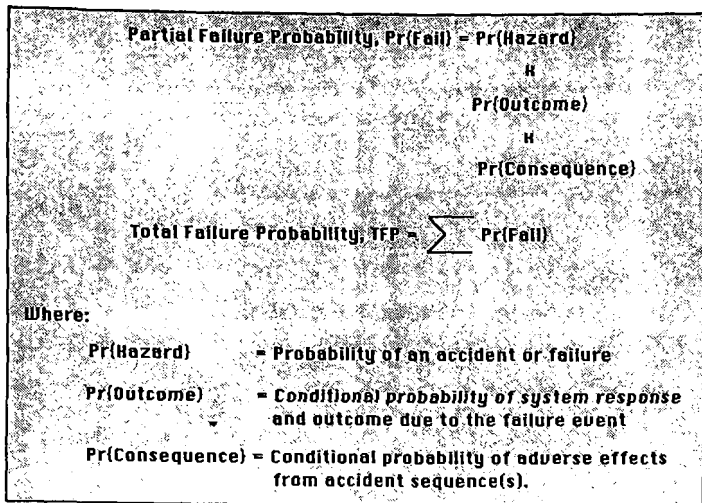 Partial Failure Probability, Pr{Fail} = Pr{Hazard}
x
Pr{Outcome}
x
Pr{Consequence}
Total Failure Probability, TFP = ∑ Pr{Fail}
Where:
Pr{Hazard} = Probability of an accident or failure
Pr{Outcome} = Conditional probability of system response
and outcome due to the failure event
Pr{Consequence} = Conditional probability of adverse effects
from accident sequence(s).